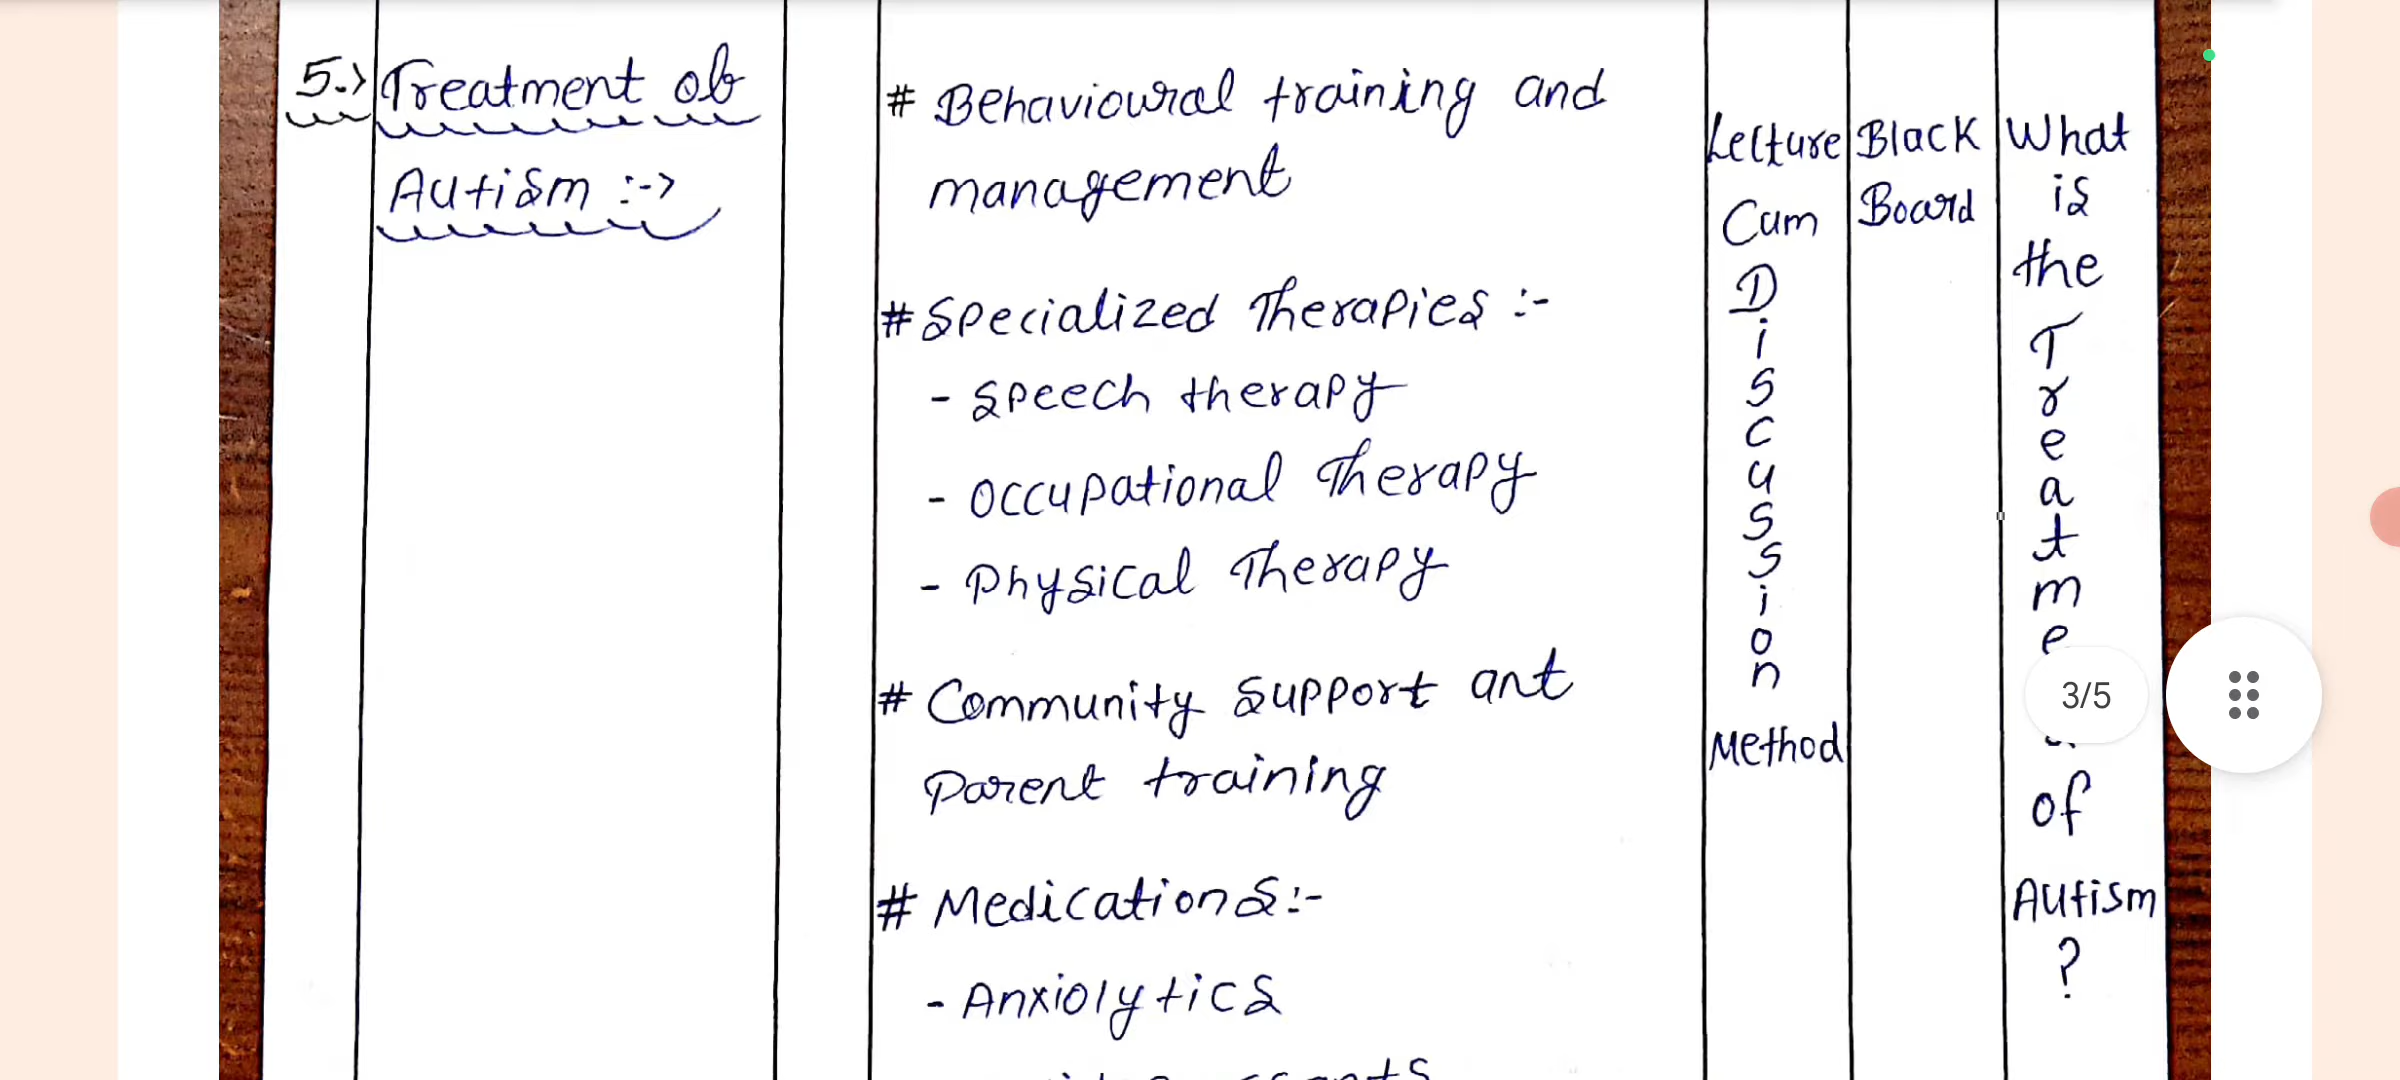 5.> Treatment of
Autism :->
# Behavioural training and
management
# Specialized Therapies :-
- Speech therapy
- Occupational Therapy
- Physical Therapy
# Community Support ant
Parent training
# Medications:-
- Anxiolytics
Lecture
Cum
Discussion
Method
Black
Board
What
is
the
Treatme
of
Autism
?
3/5